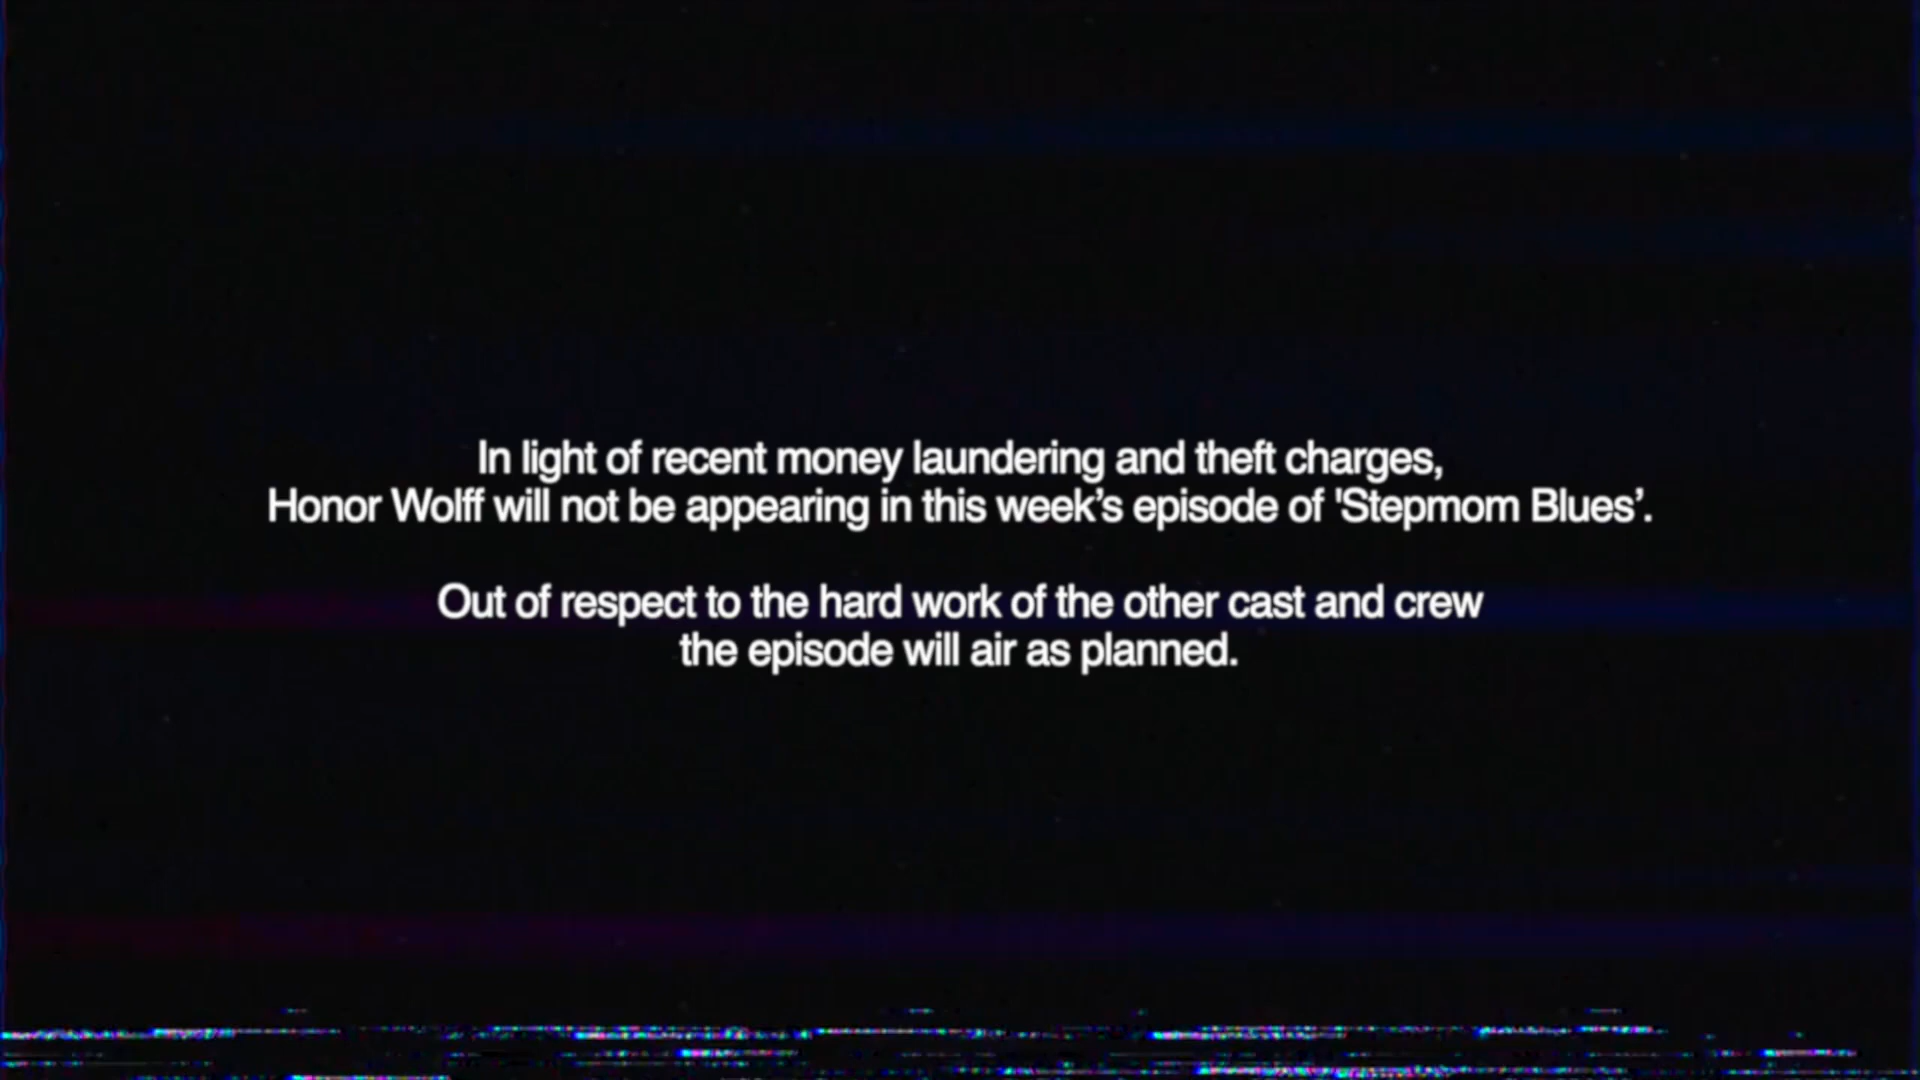 In light of recent money laundering and theft charges,
Honor Wolff will not be appearing in this week’s episode of 'Stepmom Blues’.
Out of respect to the hard work of the other cast and crew
the episode will air as planned.